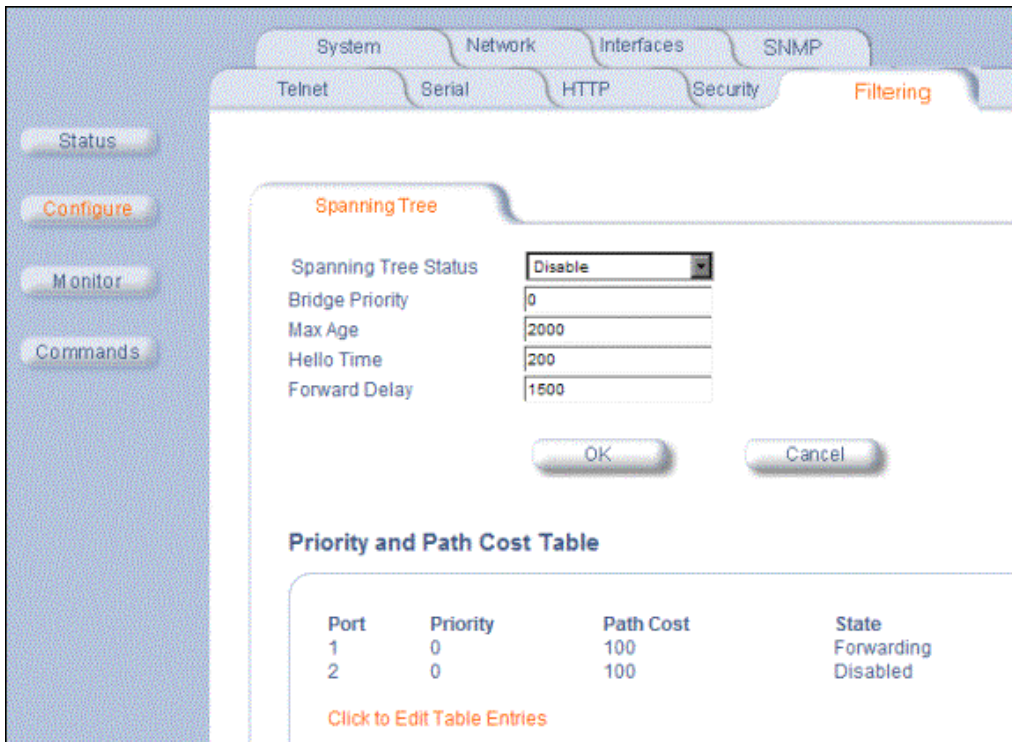 System Network Interfaces SNMP
Telnet Serial HTTP Security Filtering
Status
Configure
Monitor
Commands
Spanning Tree
Spanning Tree Status Disable
Bridge Priority 0
Max Age 2000
Hello Time 200
Forward Delay 1500
OK Cancel
Priority and Path Cost Table
Port Priority Path Cost State
1 0 100 Forwarding
2 0 100 Disabled
Click to Edit Table Entries